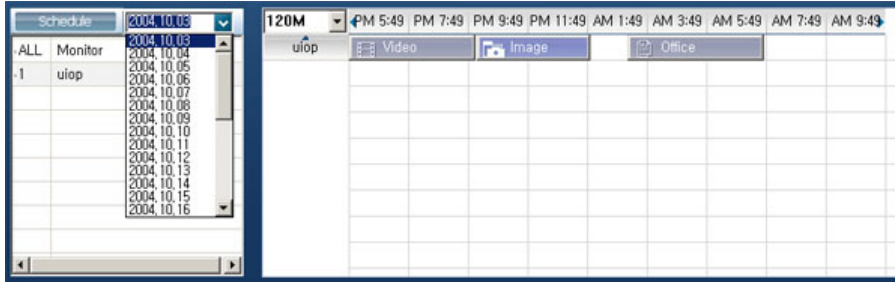 Schedule 2004, 10, 03
120M PM 5:49 PM 7:49 PM 9:49 PM 11:49 AM 1:49 AM 3:49 AM 5:49 AM 7:49 AM 9:49
ALL Monitor
1 uiop
2004, 10, 03
2004, 10, 04
2004, 10, 05
2004, 10, 06
2004, 10, 07
2004, 10, 08
2004, 10, 09
2004, 10, 10
2004, 10, 11
2004, 10, 12
2004, 10, 13
2004, 10, 14
2004, 10, 15
2004, 10, 16
uiop Video Image Office